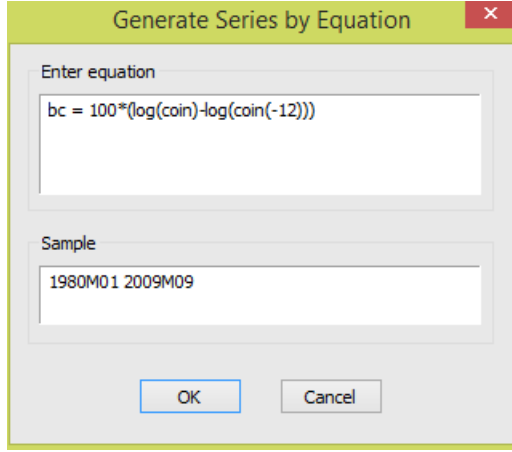 Generate Series by Equation
Enter equation
bc = 100*(log(coin)-log(coin(-12)))
Sample
1980M01 2009M09
OK
Cancel